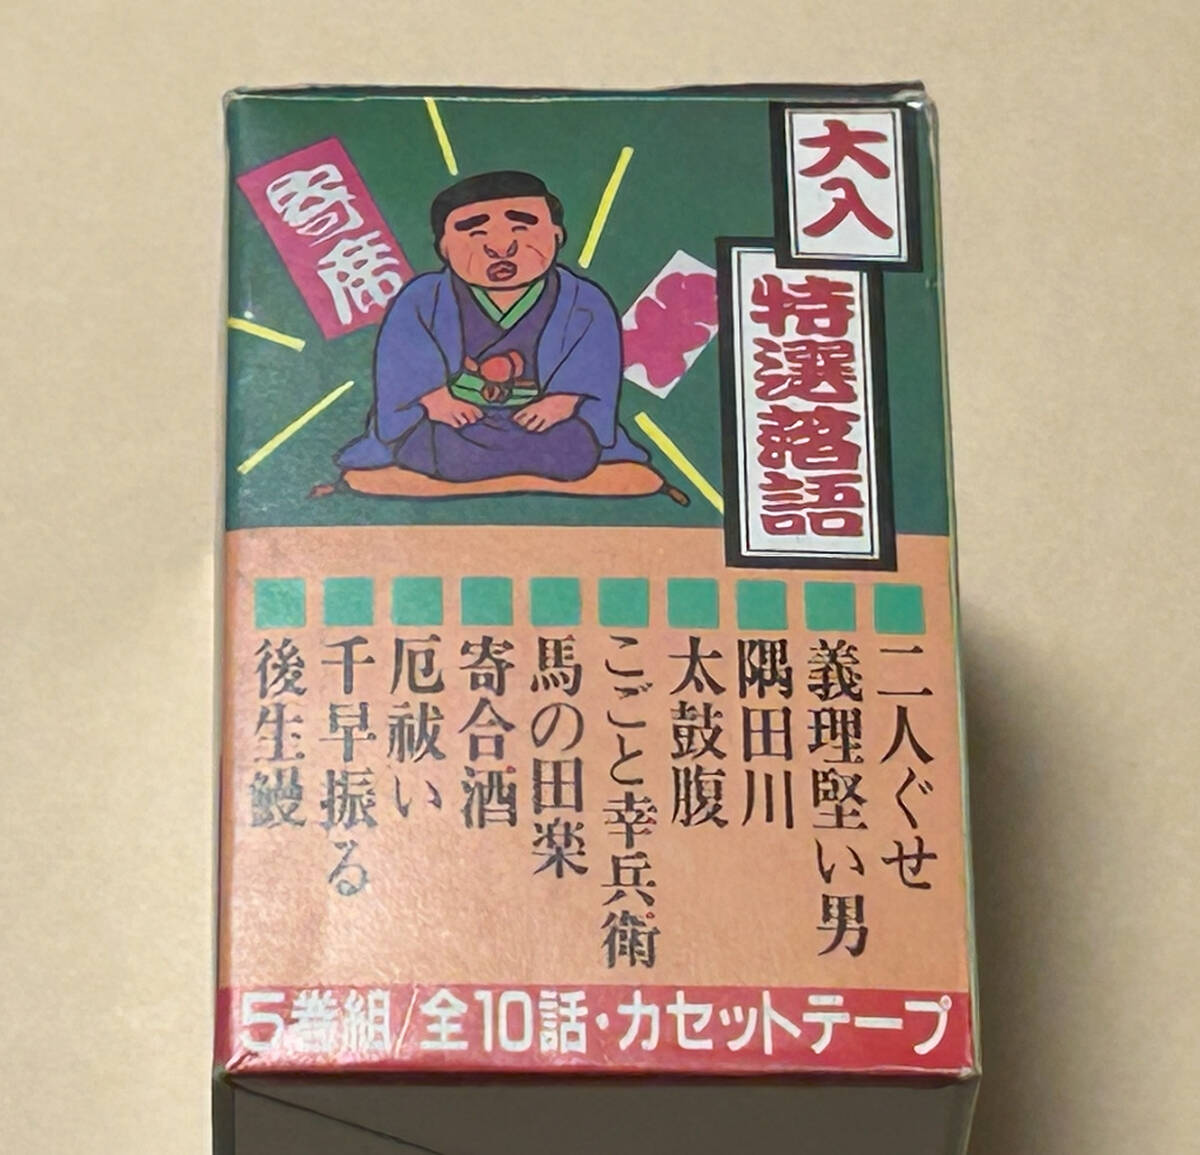 大入
特選落語
寄席
二人ぐせ
義理堅い男
隅田川
太鼓腹
こごと幸兵衛
馬の田楽
寄合酒
厄祓い
千早振る
後生鰻
5巻組 全10話・カセットテープ